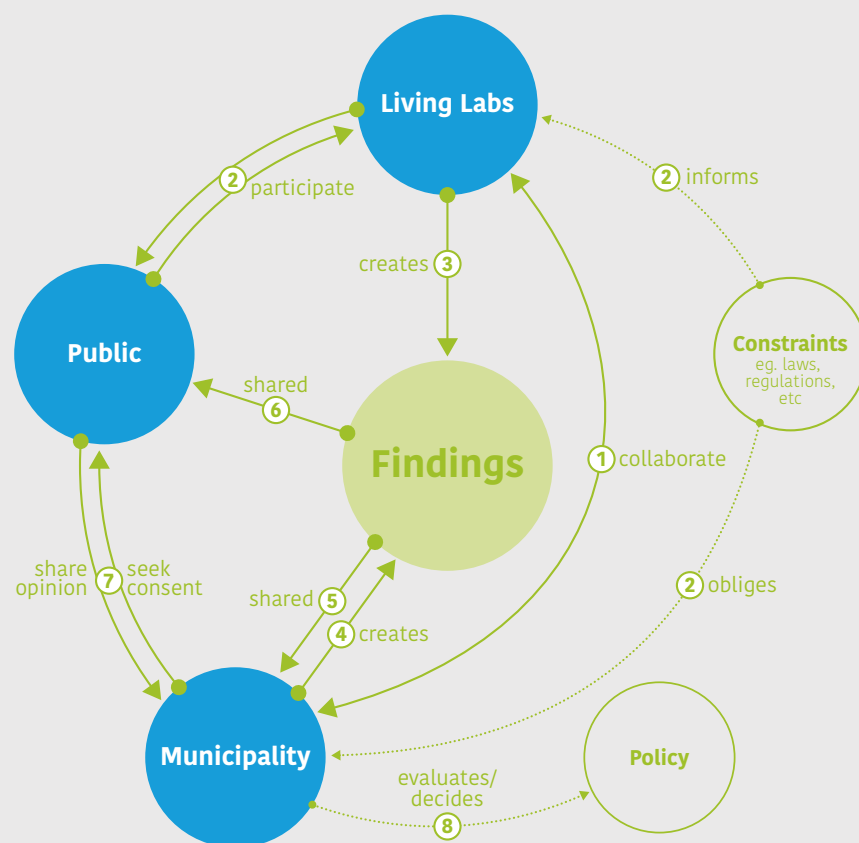 Living Labs
2 participate
2 informs
creates 3
Public
Constraints
eg. laws,
regulations,
etc
shared
6
Findings
1 collaborate
share
opinion
7
seek
consent
shared 5
4 creates
2 obliges
Municipality
Policy
evaluates/
decides
8